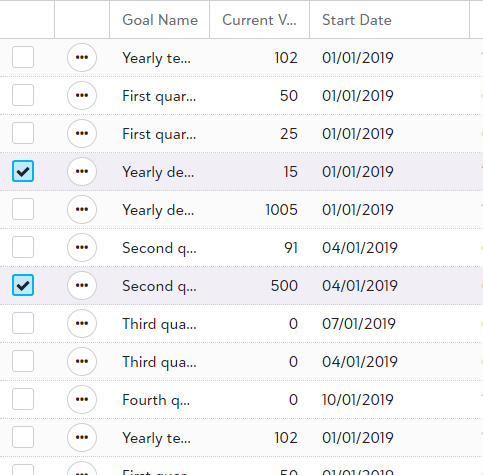 Goal Name Current V... Start Date
Yearly te... 102 01/01/2019
First quar... 50 01/01/2019
First quar... 25 01/01/2019
Yearly de... 15 01/01/2019
Yearly de... 1005 01/01/2019
Second q... 91 04/01/2019
Second q... 500 04/01/2019
Third qua... 0 07/01/2019
Third qua... 0 04/01/2019
Fourth q... 0 10/01/2019
Yearly te... 102 01/01/2019
First quar... 50 01/01/2019